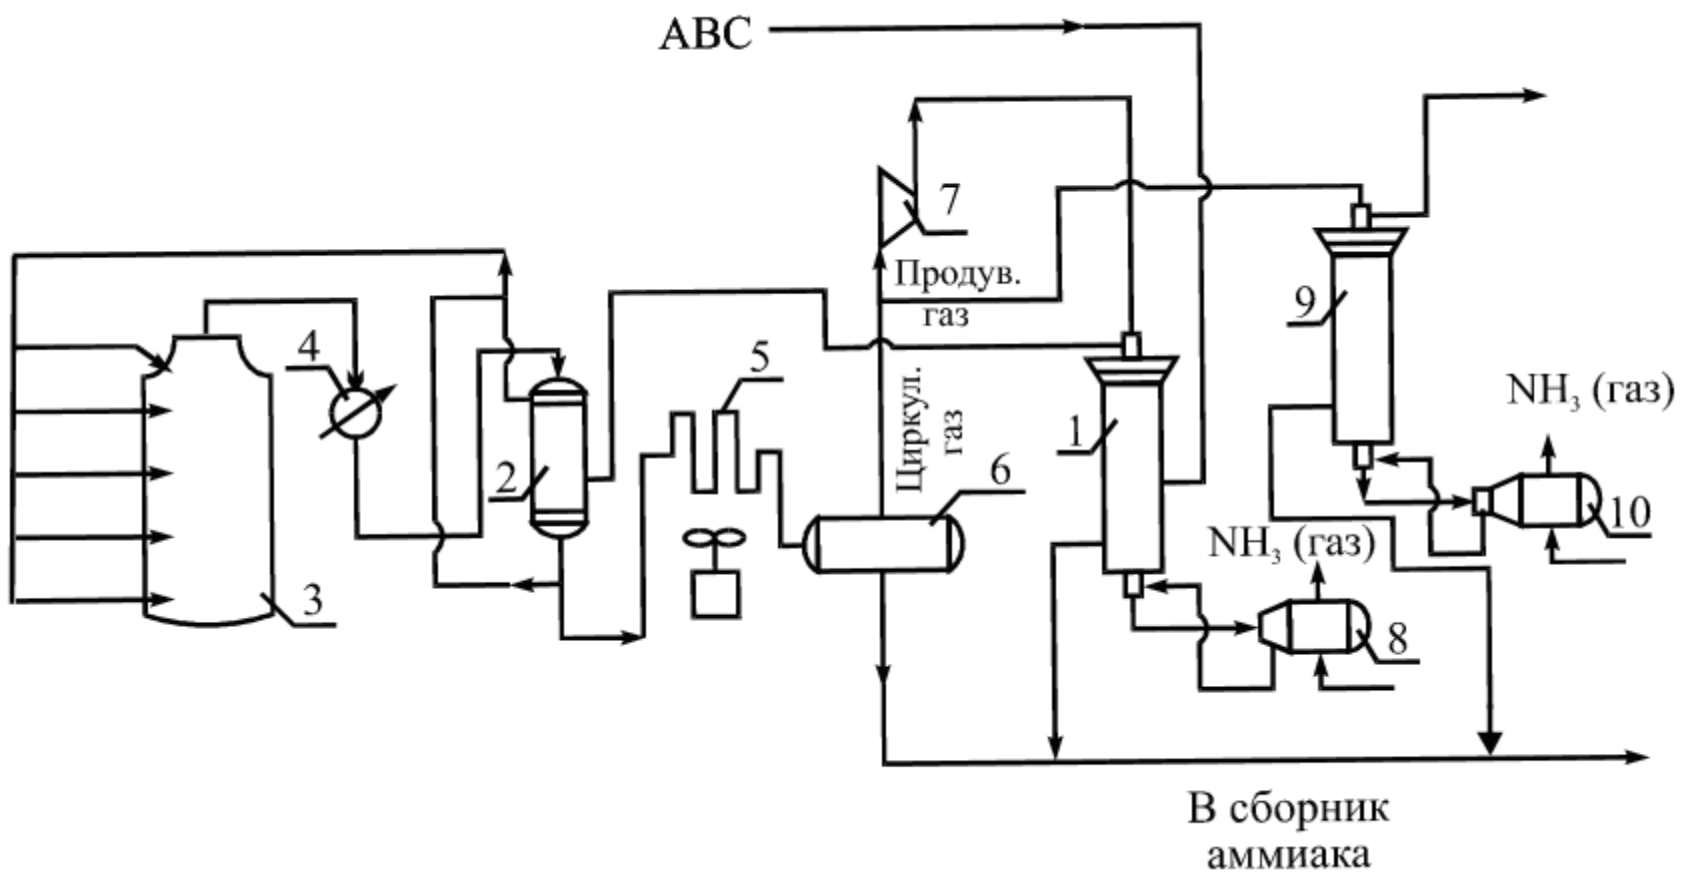 АВС
7
Продув.
газ
9
4
5
NH3 (газ)
Циркул.
газ
1
2
6
10
NH3 (газ)
3
8
В сборник
аммиака